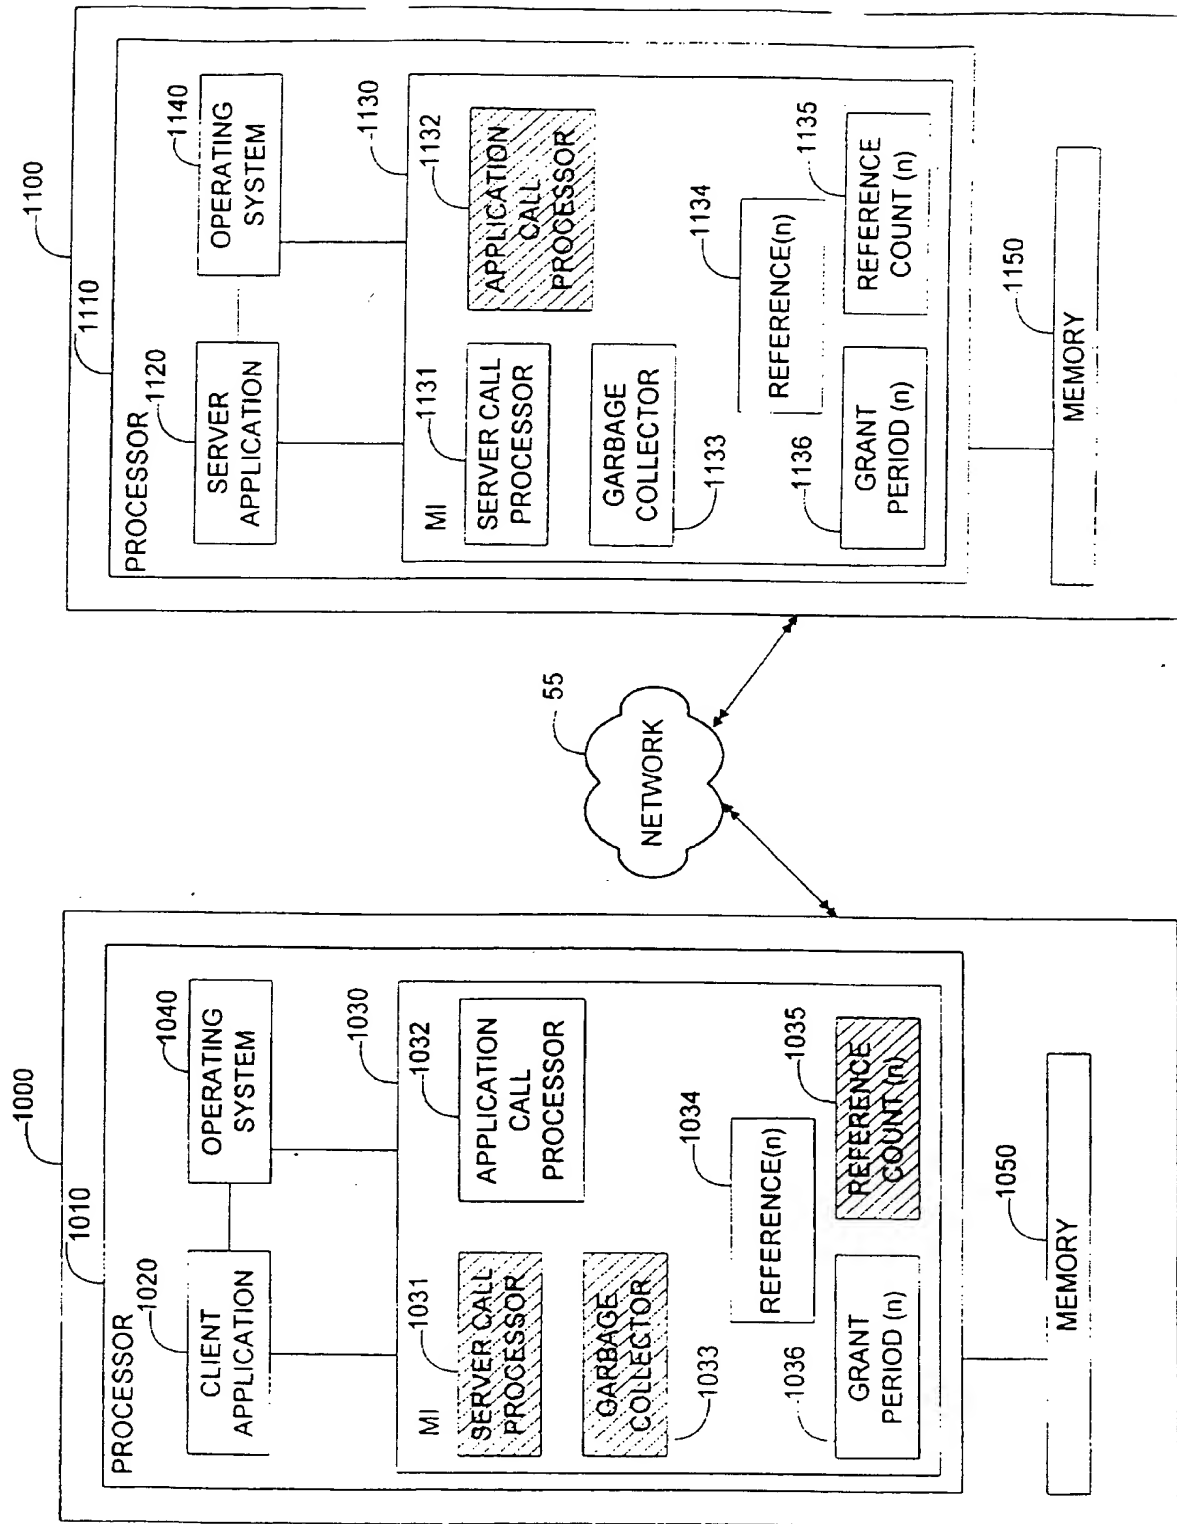 1000
1010
PROCESSOR
1020
CLIENT
APPLICATION
1040
OPERATING
SYSTEM
1030
MI
1031
SERVER CALL
PROCESSOR
1032
APPLICATION
CALL
PROCESSOR
GARBAGE
COLLECTOR
1033
1034
REFERENCE(n)
1036
GRANT
PERIOD (n)
1035
REFERENCE
COUNT (n)
1050
MEMORY
55
NETWORK
1100
1110
PROCESSOR
1120
SERVER
APPLICATION
1140
OPERATING
SYSTEM
1130
MI
1131
SERVER CALL
PROCESSOR
1132
APPLICATION
CALL
PROCESSOR
GARBAGE
COLLECTOR
1133
1134
REFERENCE(n)
1136
GRANT
PERIOD (n)
1135
REFERENCE
COUNT (n)
1150
MEMORY